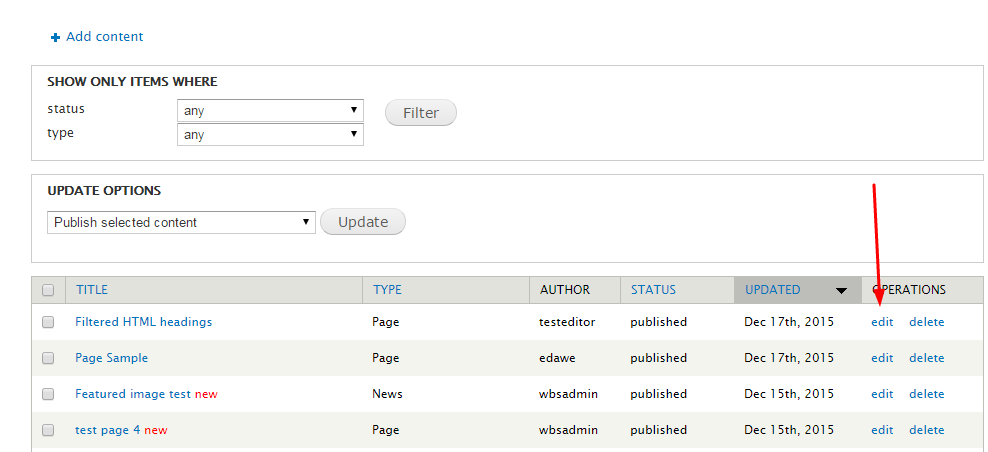 Add content
SHOW ONLY ITEMS WHERE
status any Filter
type any
UPDATE OPTIONS
Publish selected content Update
TITLE TYPE AUTHOR STATUS UPDATED OPERATIONS
Filtered HTML headings Page testeditor published Dec 17th, 2015 edit delete
Page Sample Page edawe published Dec 17th, 2015 edit delete
Featured image test new News wbsadmin published Dec 15th, 2015 edit delete
test page 4 new Page wbsadmin published Dec 15th, 2015 edit delete